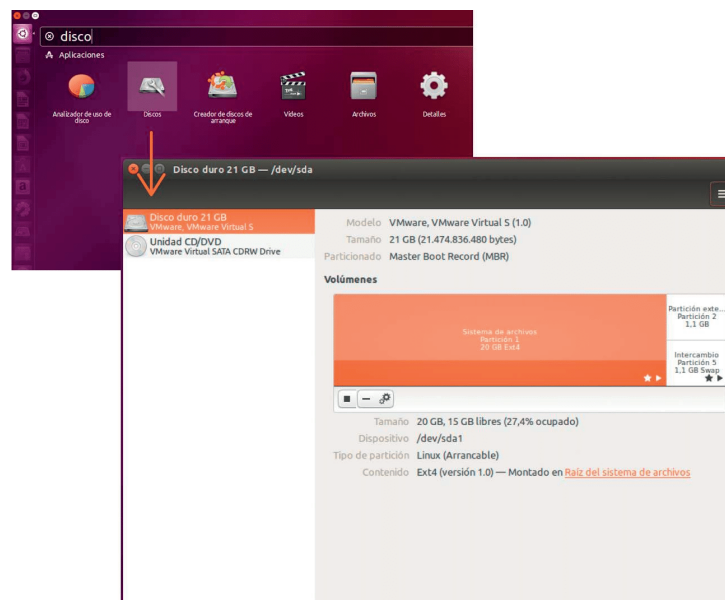 disco
Aplicaciones
Analizador de uso de
disco
Discos
Creador de discos de
arranque
Vídeos
Archivos
Detalles
Disco duro 21 GB — /dev/sda
Disco duro 21 GB
VMware, VMware Virtual S
Unidad CD/DVD
VMware Virtual SATA CDRW Drive
Modelo VMware, VMware Virtual S (1.0)
Tamaño 21 GB (21.474.836.480 bytes)
Particionado Master Boot Record (MBR)
Volúmenes
Sistema de archivos
Partición 1
20 GB Ext4
Partición exte...
Partición 2
1,1 GB
Intercambio
Partición 5
1,1 GB Swap
Tamaño 20 GB, 15 GB libres (27,4% ocupado)
Dispositivo /dev/sda1
Tipo de partición Linux (Arrancable)
Contenido Ext4 (versión 1.0) — Montado en Raíz del sistema de archivos